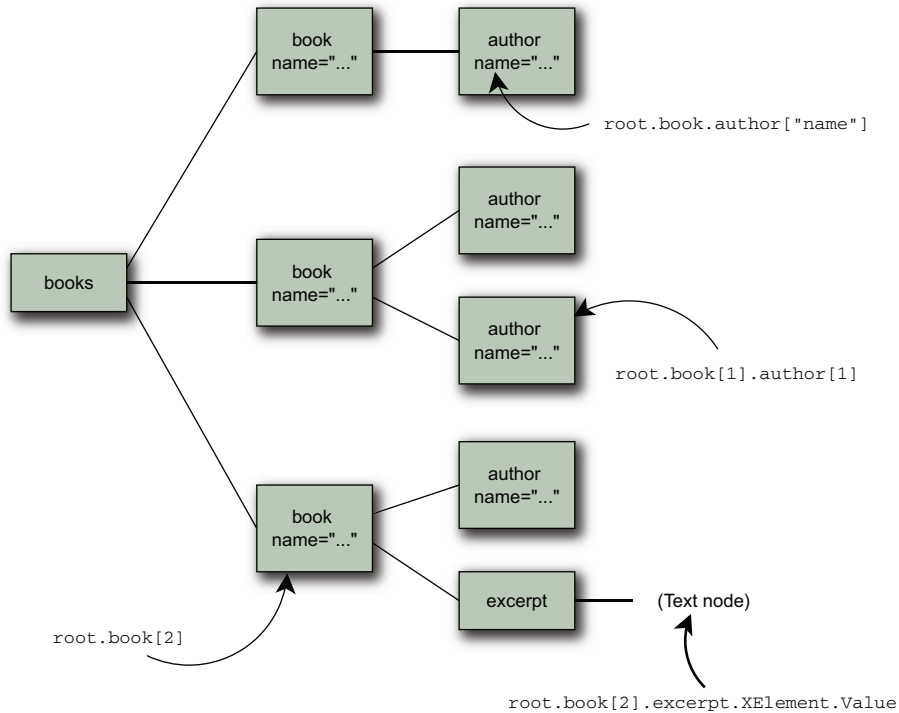 book
name="..."
author
name="..."
root.book.author["name"]
author
name="..."
books
book
name="..."
author
name="..."
root.book[1].author[1]
author
name="..."
book
name="..."
excerpt
(Text node)
root.book[2]
root.book[2].excerpt.XElement.Value